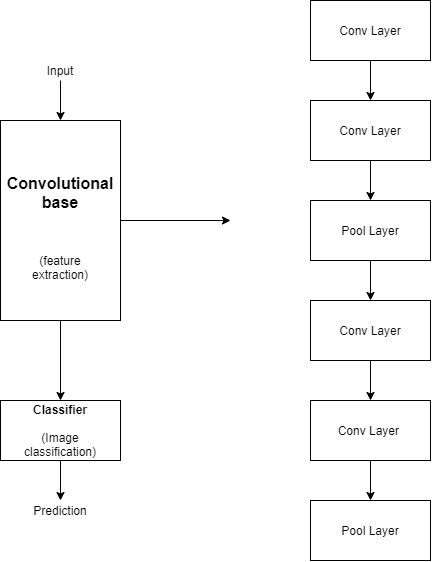 Input
Convolutional
base
(feature
extraction)
Classifier
(Image
classification)
Prediction
Conv Layer
Conv Layer
Pool Layer
Conv Layer
Conv Layer
Pool Layer